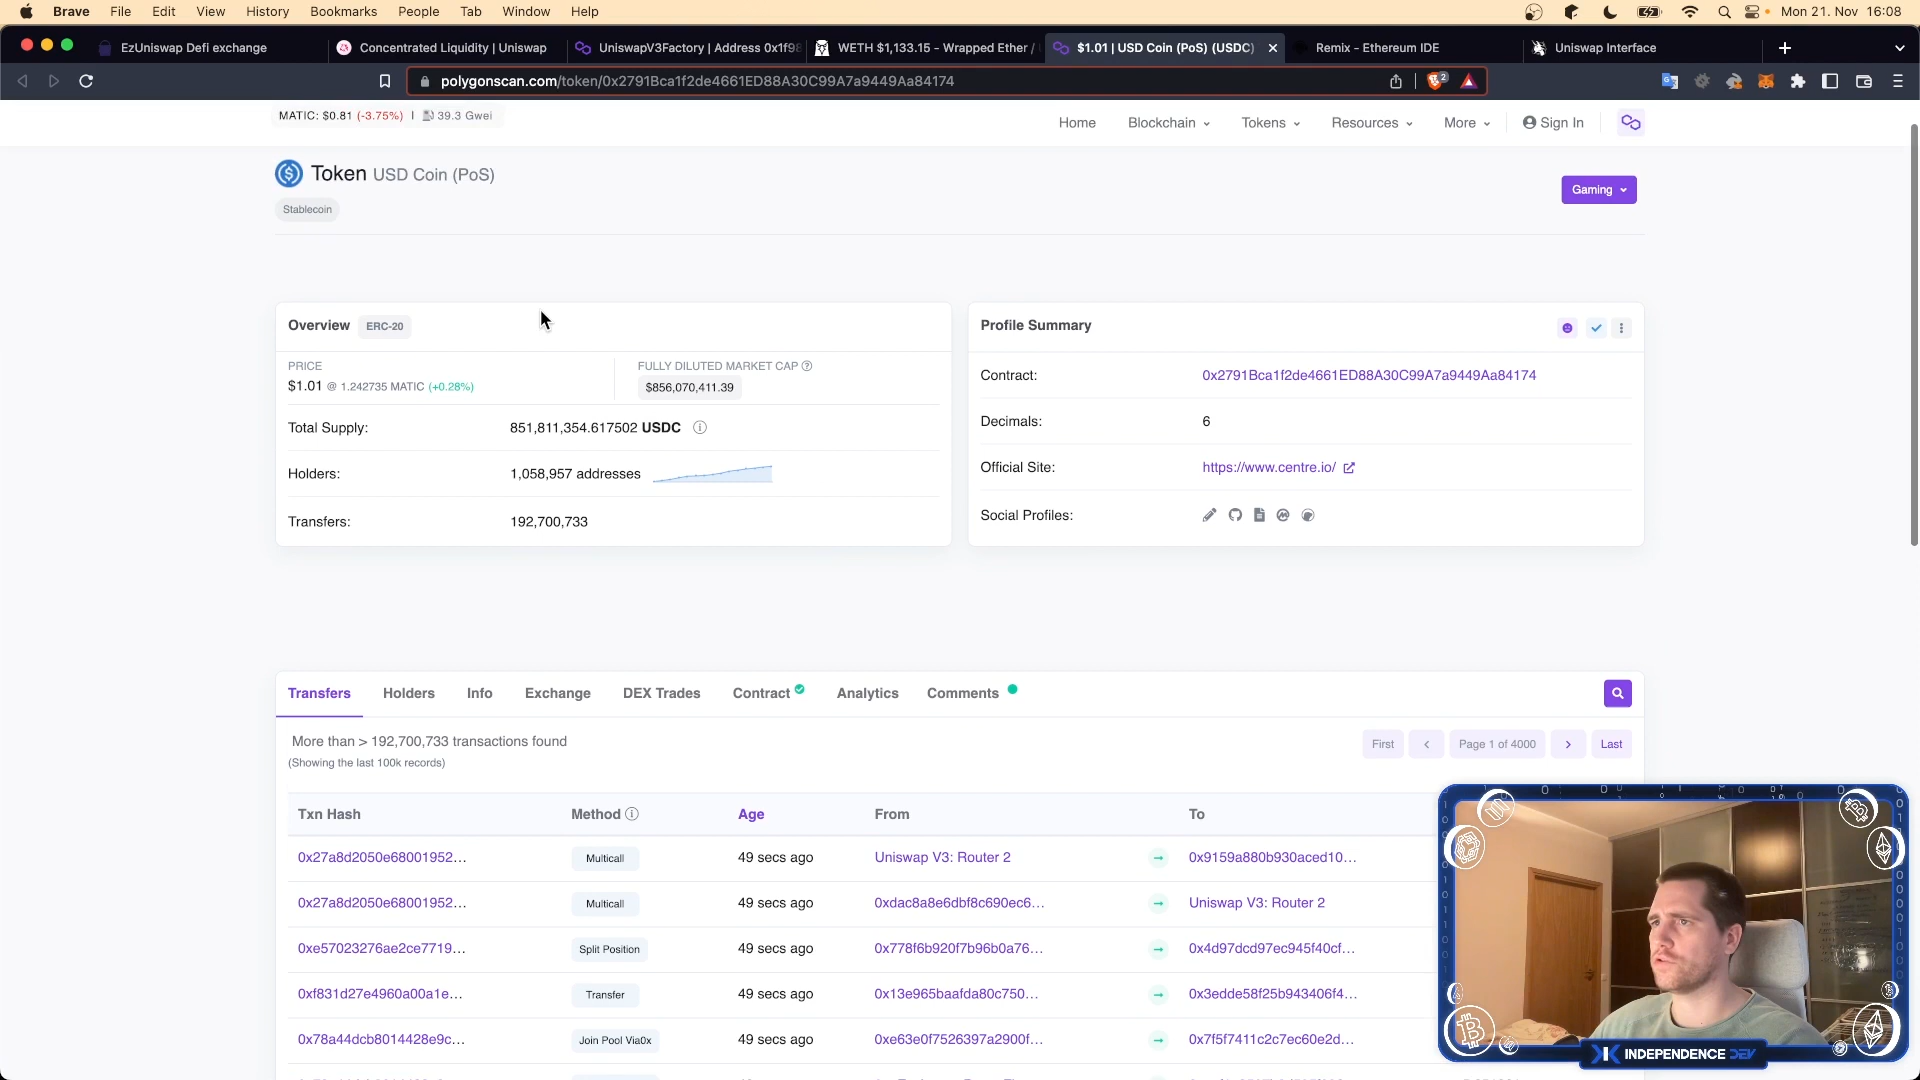 Brave File Edit View History Bookmarks People Tab Window Help Mon 21. Nov 16:08
EzUniswap Defi exchange
Concentrated Liquidity | Uniswap
UniswapV3Factory | Address 0x1f98
WETH $1,133.15 - Wrapped Ether /
$1.01 | USD Coin (PoS) (USDC)
Remix - Ethereum IDE
Uniswap Interface
polygonscan.com/token/0x2791Bca1f2de4661ED88A30C99A7a9449Aa84174
2
MATIC: $0.81 (-3.75%) | 39.3 Gwei
Home Blockchain Tokens Resources More Sign In
Token USD Coin (PoS)
Stablecoin
Gaming
Overview ERC-20
PRICE
$1.01 @ 1.242735 MATIC (+0.28%)
FULLY DILUTED MARKET CAP
$856,070,411.39
Total Supply: 851,811,354.617502 USDC
Holders: 1,058,957 addresses
Transfers: 192,700,733
Profile Summary
Contract: 0x2791Bca1f2de4661ED88A30C99A7a9449Aa84174
Decimals: 6
Official Site: https://www.centre.io/
Social Profiles:
Transfers Holders Info Exchange DEX Trades Contract Analytics Comments
More than > 192,700,733 transactions found
(Showing the last 100k records)
First Page 1 of 4000 Last
Txn Hash Method Age From To
0x27a8d2050e68001952... Multicall 49 secs ago Uniswap V3: Router 2 0x9159a880b930aced10...
0x27a8d2050e68001952... Multicall 49 secs ago 0xdac8a8e6dbf8c690ec6... Uniswap V3: Router 2
0xe57023276ae2ce7719... Split Position 49 secs ago 0x778f6b920f7b96b0a76... 0x4d97dcd97ec945f40cf...
0xf831d27e4960a00a1e... Transfer 49 secs ago 0x13e965baafda80c750... 0x3edde58f25b943406f4...
0x78a44dcb8014428e9c... Join Pool Via0x 49 secs ago 0xe63e0f7526397a2900f... 0x7f5f7411c2c7ec60e2d...
INDEPENDENCE DEV